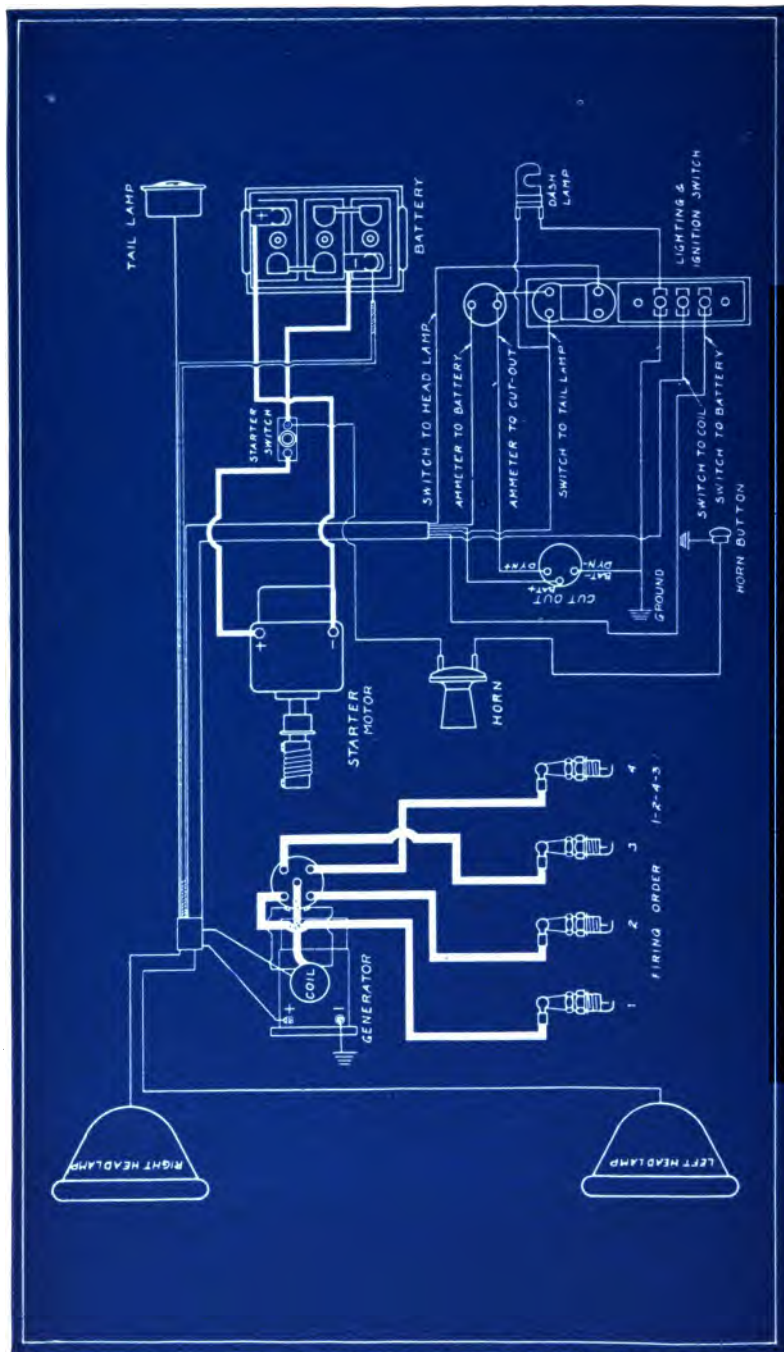 RIGHT HEADLAMP
LEFT HEADLAMP
COIL
+
-
GENERATOR
1
2
3
4
FIRING ORDER (1-2-4-3)
STARTER
MOTOR
+
-
HORN
STARTER
SWITCH
TAIL LAMP
+
-
BATTERY
SWITCH TO HEAD LAMP
AMMETER TO BATTERY
AMMETER TO CUT-OUT
SWITCH TO TAIL LAMP
DYN+
DYN-
BAT-
BAT+
CUT OUT
GROUND
SWITCH TO COIL
SWITCH TO BATTERY
HORN BUTTON
DASH
LAMP
LIGHTING &
IGNITION SWITCH